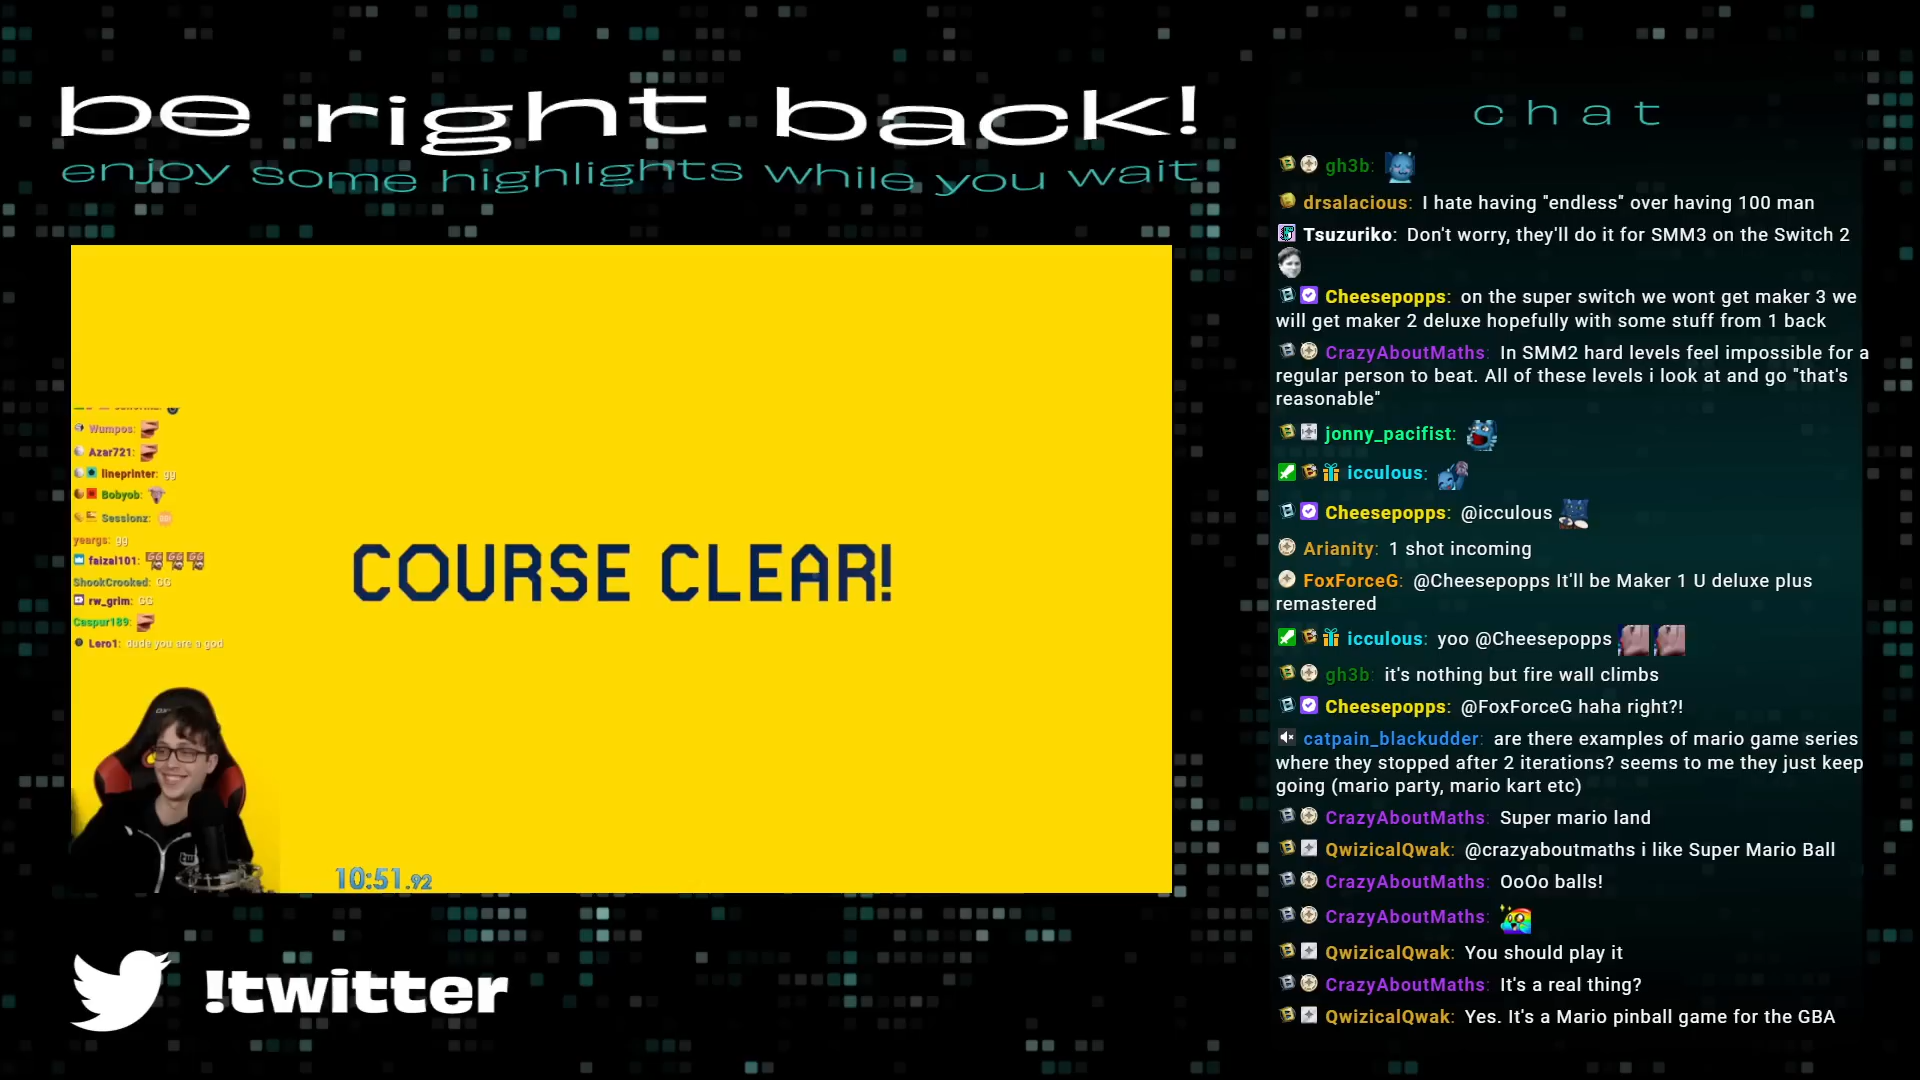 be right back!
enjoy some highlights while you wait
chat
gh3b:
drsalacious: I hate having "endless" over having 100 man
Tsuzuriko: Don't worry, they'll do it for SMM3 on the Switch 2
Cheesepopps: on the super switch we wont get maker 3 we
will get maker 2 deluxe hopefully with some stuff from 1 back
CrazyAboutMaths: In SMM2 hard levels feel impossible for a
regular person to beat. All of these levels i look at and go "that's
reasonable"
jonny_pacifist:
icculous:
Cheesepopps: @icculous
Arianity: 1 shot incoming
FoxForceG: @Cheesepopps It'll be Maker 1 U deluxe plus
remastered
icculous: yoo @Cheesepopps
gh3b: it's nothing but fire wall climbs
Cheesepopps: @FoxForceG haha right?!
catpain_blackudder: are there examples of mario game series
where they stopped after 2 iterations? seems to me they just keep
going (mario party, mario kart etc)
CrazyAboutMaths: Super mario land
QwizicalQwak: @crazyaboutmaths i like Super Mario Ball
CrazyAboutMaths: OoOo balls!
CrazyAboutMaths:
QwizicalQwak: You should play it
CrazyAboutMaths: It's a real thing?
QwizicalQwak: Yes. It's a Mario pinball game for the GBA
Wumpos:
Azar721:
lineprinter: gg
Bobyob:
Sessionz:
yeargs: gg
faizal101:
ShookCrooked: GG
rw_grim: GG
Caspur189:
Lero1: dude you are a god
COURSE CLEAR!
10:51.92
!twitter